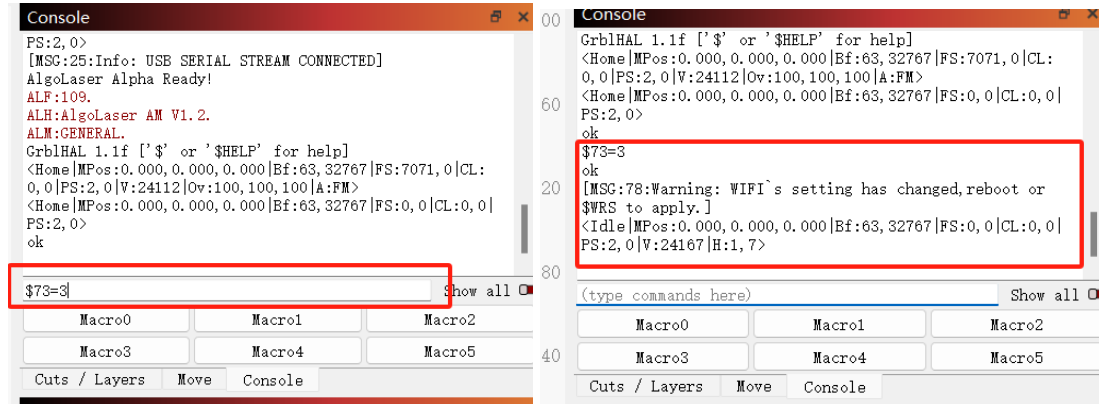 Console
PS:2,0>
[MSG:25:Info: USB SERIAL STREAM CONNECTED]
AlgoLaser Alpha Ready!
ALF:109.
ALH:AlgoLaser AM V1.2.
ALM:GENERAL.
GrblHAL 1.1f ['$' or '$HELP' for help]
<Home|MPos:0.000,0.000,0.000|Bf:63,32767|FS:7071,0|CL:
0,0|PS:2,0|V:24112|Ov:100,100,100|A:FM>
<Home|MPos:0.000,0.000,0.000|Bf:63,32767|FS:0,0|CL:0,0|
PS:2,0>
ok
$73=3
Show all
Macro0 Macro1 Macro2
Macro3 Macro4 Macro5
Cuts / Layers Move Console
00
60
20
80
40
Console
GrblHAL 1.1f ['$' or '$HELP' for help]
<Home|MPos:0.000,0.000,0.000|Bf:63,32767|FS:7071,0|CL:
0,0|PS:2,0|V:24112|Ov:100,100,100|A:FM>
<Home|MPos:0.000,0.000,0.000|Bf:63,32767|FS:0,0|CL:0,0|
PS:2,0>
ok
$73=3
ok
[MSG:78:Warning: WIFI`s setting has changed,reboot or
$WRS to apply.]
<Idle|MPos:0.000,0.000,0.000|Bf:63,32767|FS:0,0|CL:0,0|
PS:2,0|V:24167|H:1,7>
(type commands here)
Show all
Macro0 Macro1 Macro2
Macro3 Macro4 Macro5
Cuts / Layers Move Console